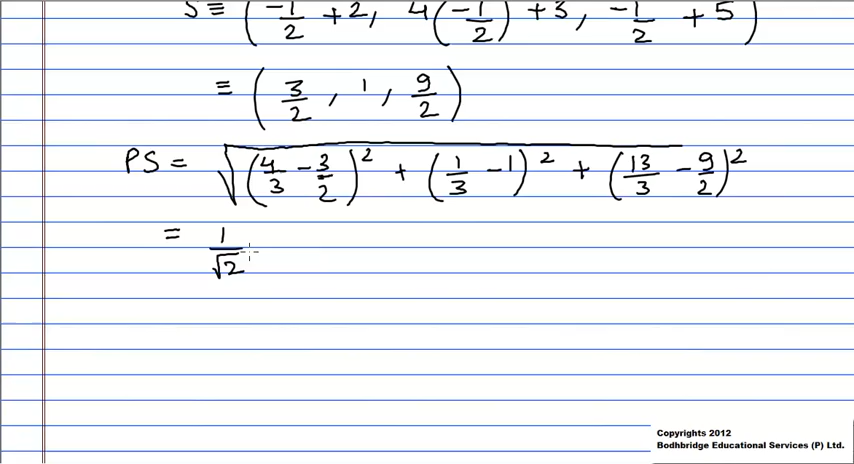 S ≡ (-1/2 + 2, 4(-1/2) + 3, -1/2 + 5)
≡ (3/2, 1, 9/2)
PS = √((4/3 - 3/2)² + (1/3 - 1)² + (13/3 - 9/2)²)
= 1/√2
Copyrights 2012
Bodhbridge Educational Services (P) Ltd.